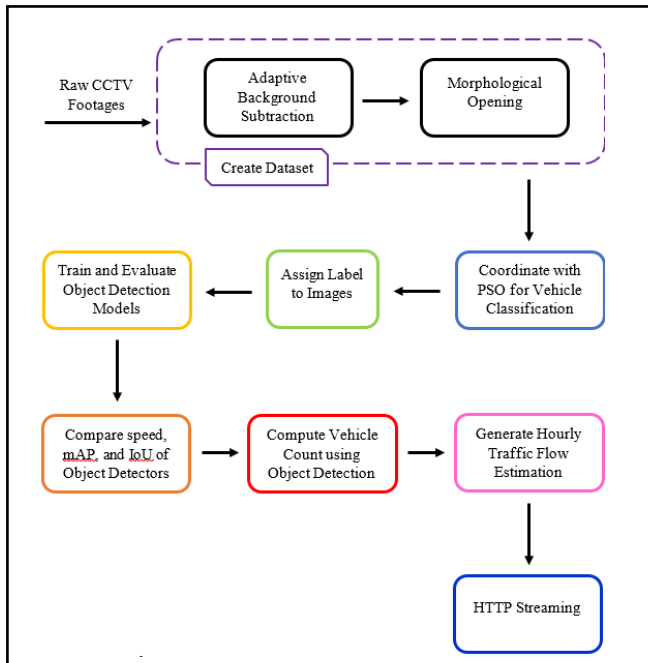 Raw CCTV
Footages
Adaptive
Background
Subtraction
Morphological
Opening
Create Dataset
Train and Evaluate
Object Detection
Models
Assign Label
to Images
Coordinate with
PSO for Vehicle
Classification
Compare speed,
mAP, and IoU of
Object Detectors
Compute Vehicle
Count using
Object Detection
Generate Hourly
Traffic Flow
Estimation
HTTP Streaming